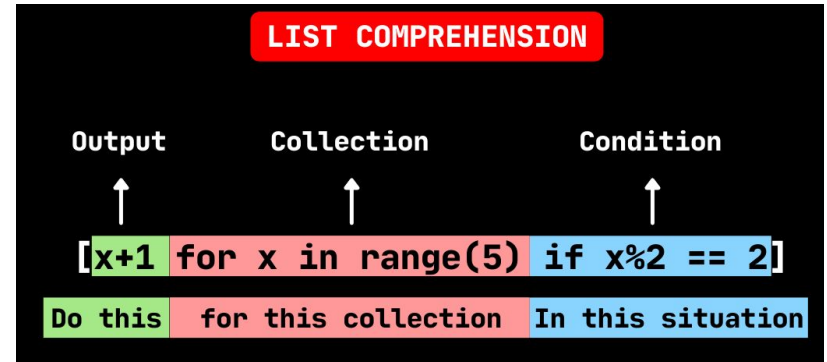 LIST COMPREHENSION
Output Collection Condition
[x+1 for x in range(5) if x%2 == 2]
Do this for this collection In this situation